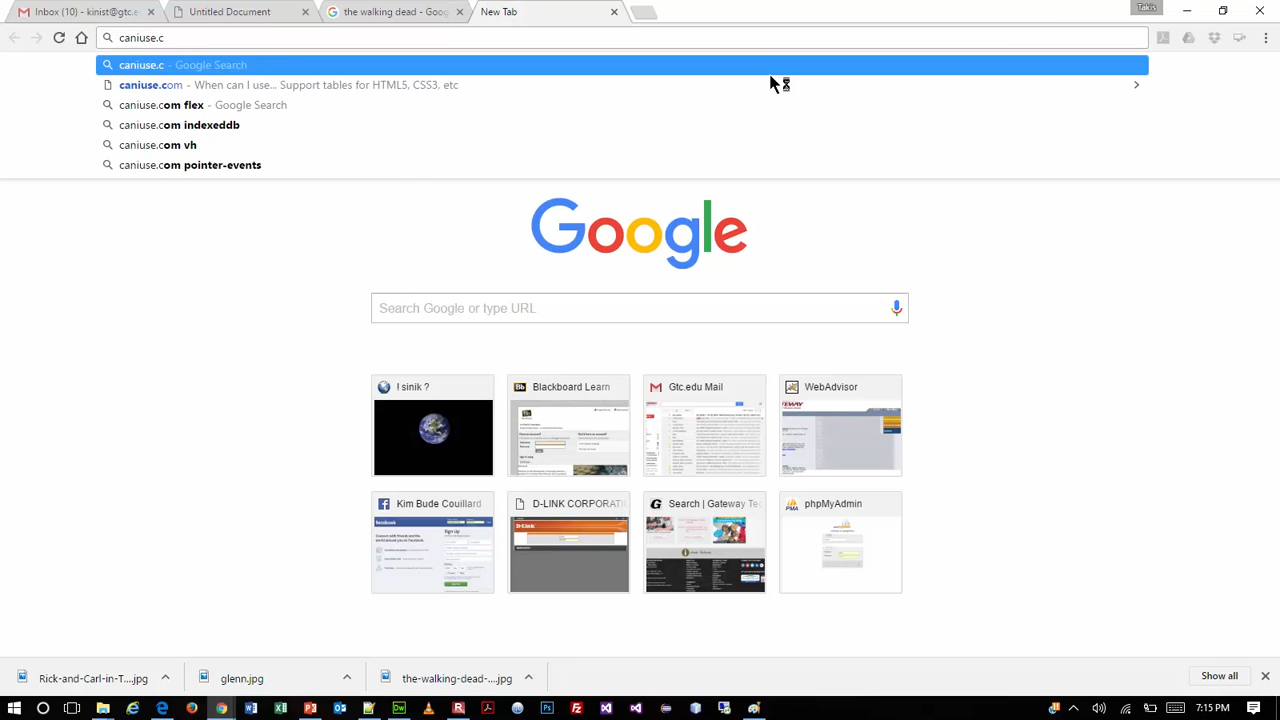 Inbox (10) - kinist@gtc.e
Untitled Document
the walking dead - Goog
New Tab
Takis
caniuse.c
caniuse.c - Google Search
caniuse.com - When can I use... Support tables for HTML5, CSS3, etc
caniuse.com flex - Google Search
caniuse.com indexeddb
caniuse.com vh
caniuse.com pointer-events
Google
Search Google or type URL
! sinik ?
Blackboard Learn
Gtc.edu Mail
WebAdvisor
Kim Bude Couillard
D-LINK CORPORATI
Search | Gateway Tec
phpMyAdmin
Rick-and-Carl-in-T....jpg
glenn.jpg
the-walking-dead-....jpg
Show all
7:15 PM